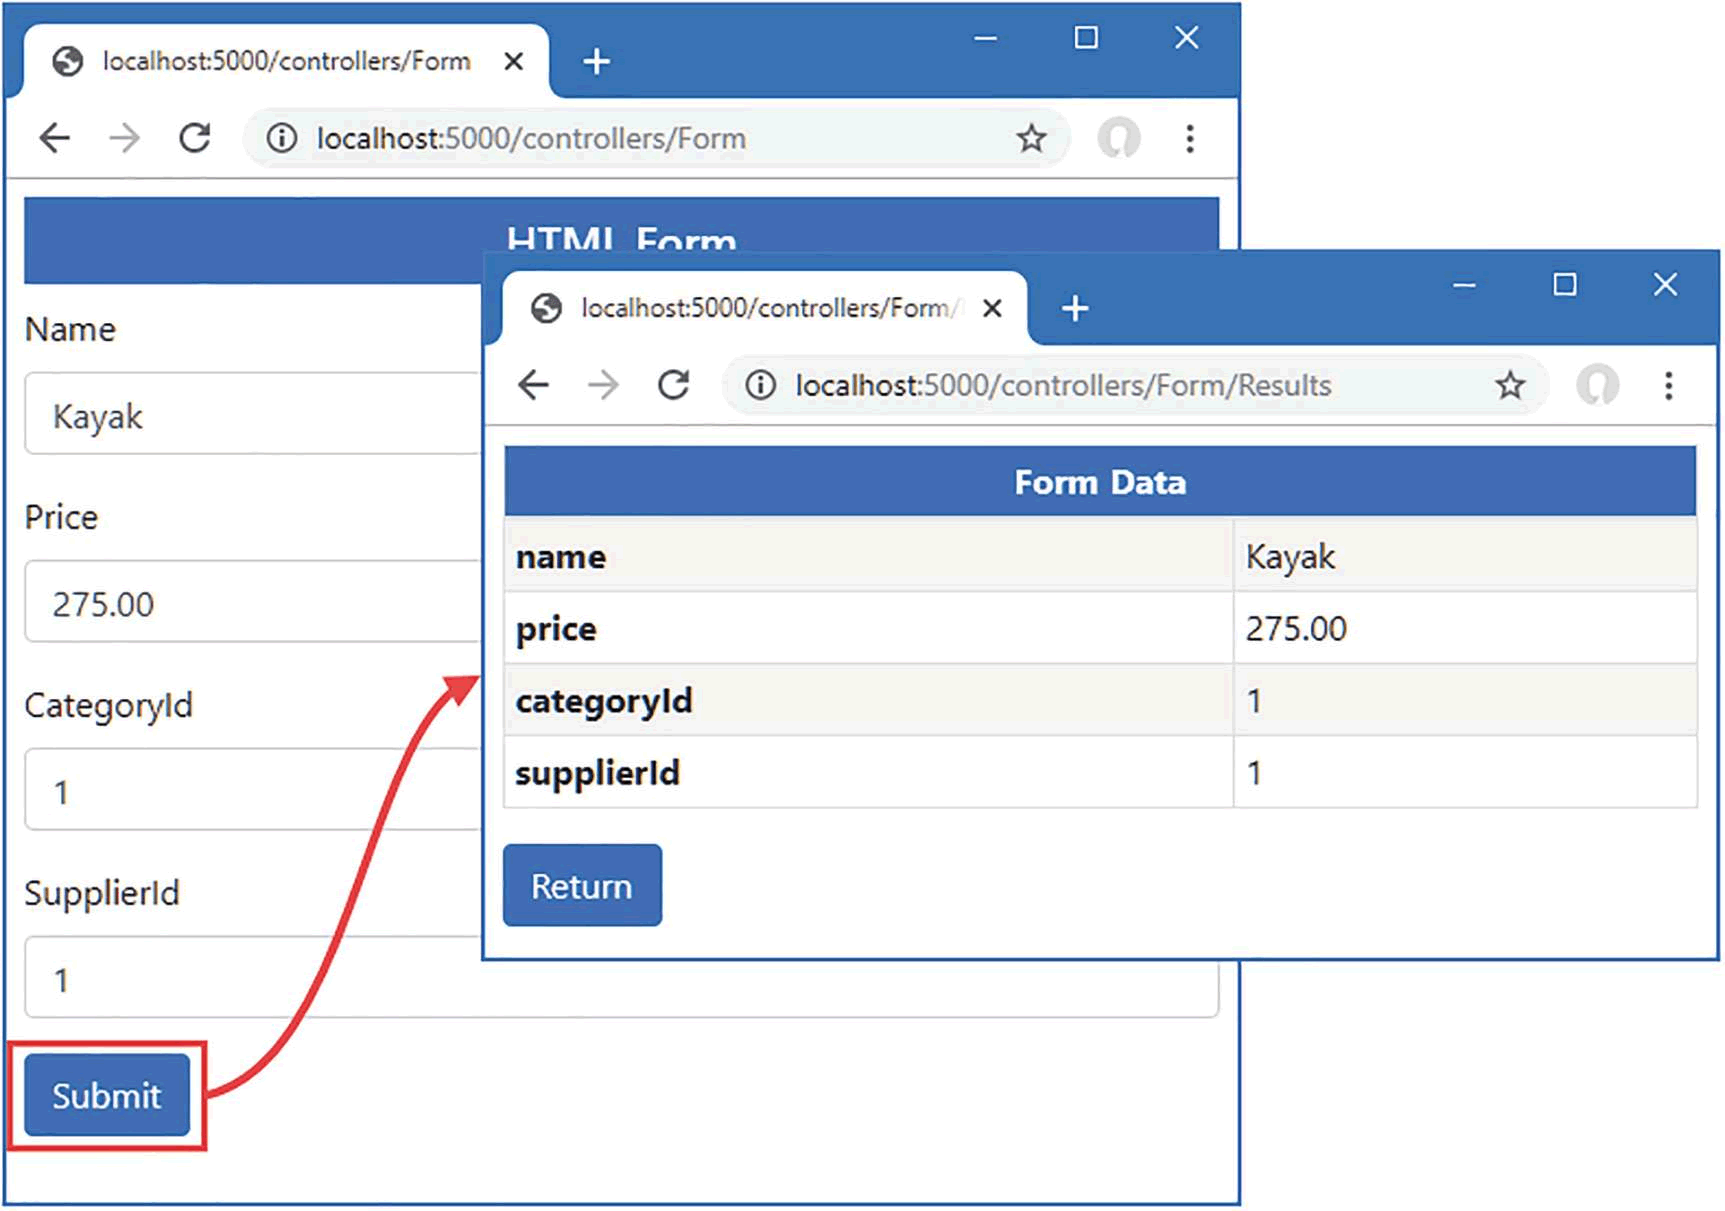 localhost:5000/controllers/Form
localhost:5000/controllers/Form
HTML Form
Name
Kayak
Price
275.00
CategoryId
1
SupplierId
1
Submit
localhost:5000/controllers/Form/
localhost:5000/controllers/Form/Results
Form Data
name Kayak
price 275.00
categoryId 1
supplierId 1
Return